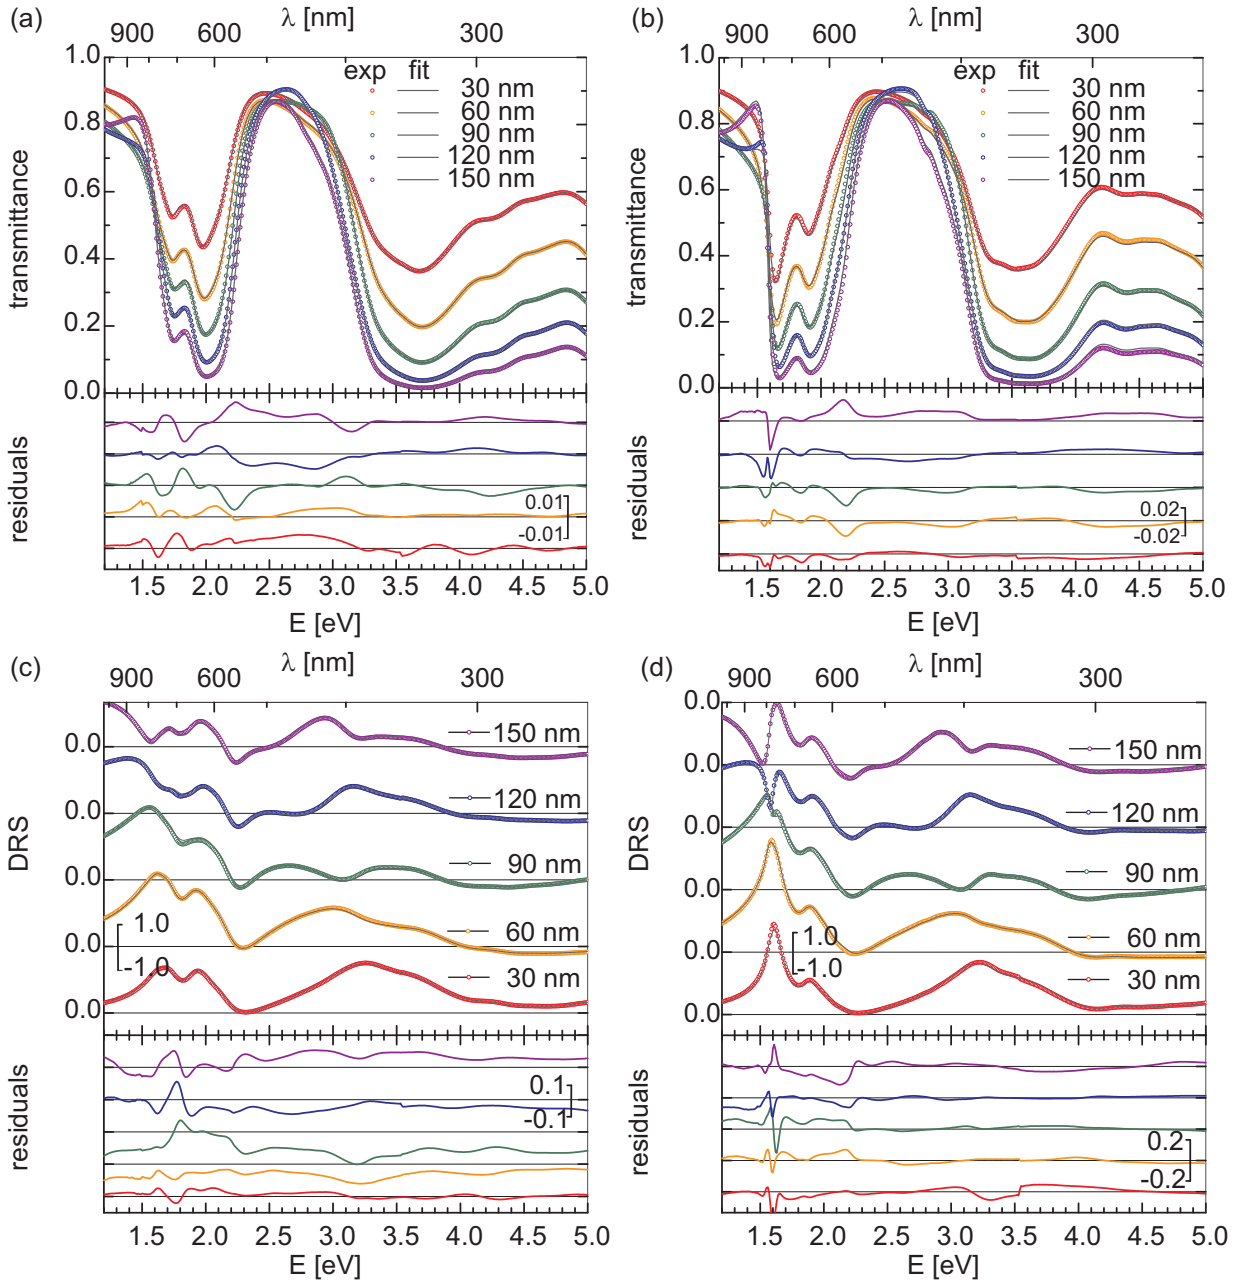 (a)
λ [nm]
900 600 300
1.0
0.8
0.6
0.4
0.2
0.0
transmittance
exp fit
30 nm
60 nm
90 nm
120 nm
150 nm
residuals
0.01
-0.01
1.5 2.0 2.5 3.0 3.5 4.0 4.5 5.0
E [eV]
(b)
λ [nm]
900 600 300
1.0
0.8
0.6
0.4
0.2
0.0
transmittance
exp fit
30 nm
60 nm
90 nm
120 nm
150 nm
residuals
0.02
-0.02
1.5 2.0 2.5 3.0 3.5 4.0 4.5 5.0
E [eV]
(c)
λ [nm]
900 600 300
DRS
0.0
0.0
0.0
0.0
0.0
150 nm
120 nm
90 nm
60 nm
30 nm
1.0
-1.0
residuals
0.1
-0.1
1.5 2.0 2.5 3.0 3.5 4.0 4.5 5.0
E [eV]
(d)
λ [nm]
900 600 300
DRS
0.0
0.0
0.0
0.0
0.0
0.0
150 nm
120 nm
90 nm
60 nm
30 nm
1.0
-1.0
residuals
0.2
-0.2
1.5 2.0 2.5 3.0 3.5 4.0 4.5 5.0
E [eV]